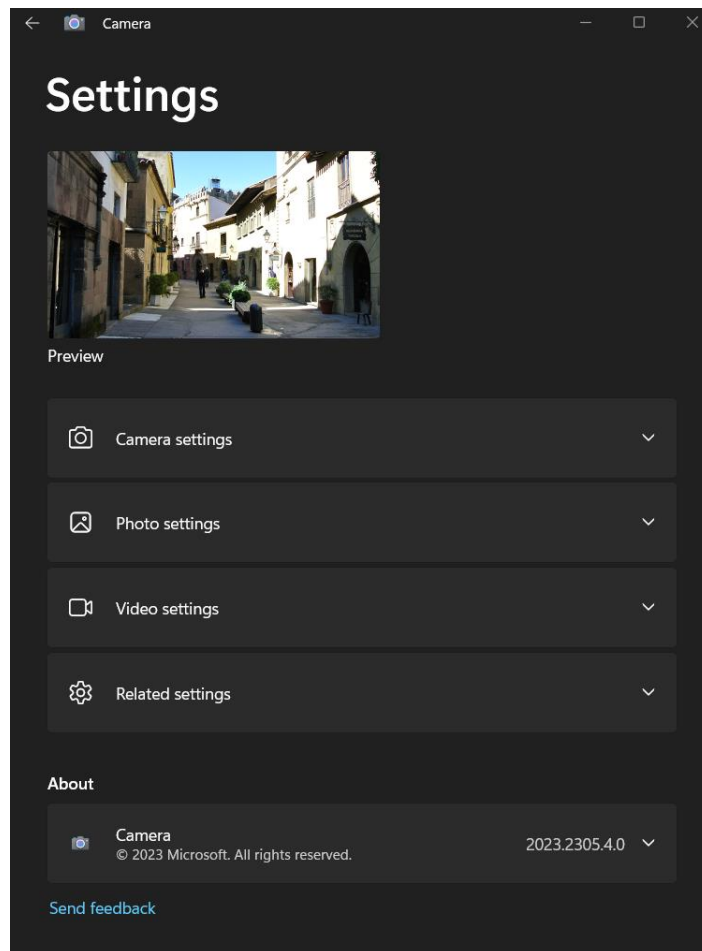 Camera
Settings
Preview
Camera settings
Photo settings
Video settings
Related settings
About
Camera
© 2023 Microsoft. All rights reserved.
2023.2305.4.0
Send feedback